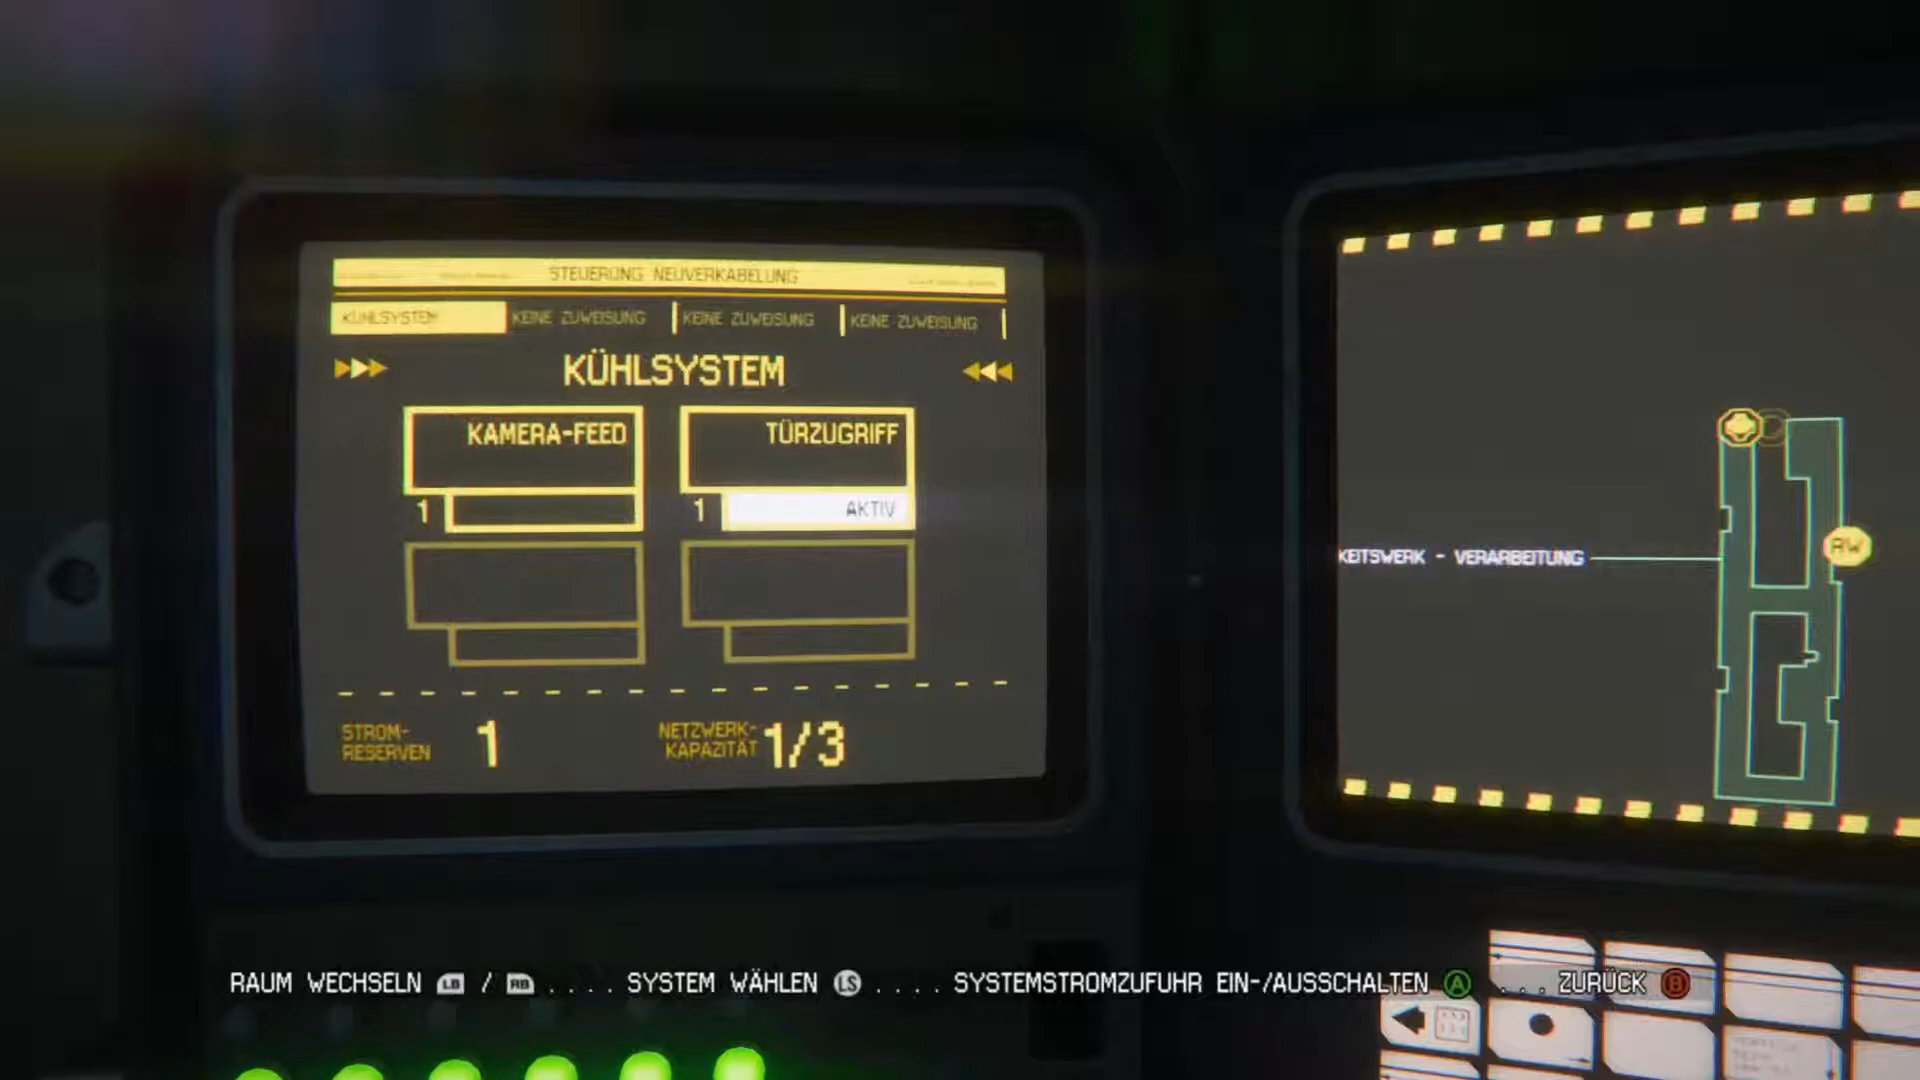 STEUERUNG NEUVERKABELUNG
KÜHLSYSTEM KEINE ZUWEISUNG KEINE ZUWEISUNG KEINE ZUWEISUNG
KÜHLSYSTEM
KAMERA-FEED TÜRZUGRIFF
1 1 AKTIV
STROM-
RESERVEN 1
NETZWERK-
KAPAZITÄT 1/3
KEITSWERK - VERARBEITUNG
RW
RAUM WECHSELN LB / RB .... SYSTEM WÄHLEN LS .... SYSTEMSTROMZUFUHR EIN-/AUSSCHALTEN A ... ZURÜCK B